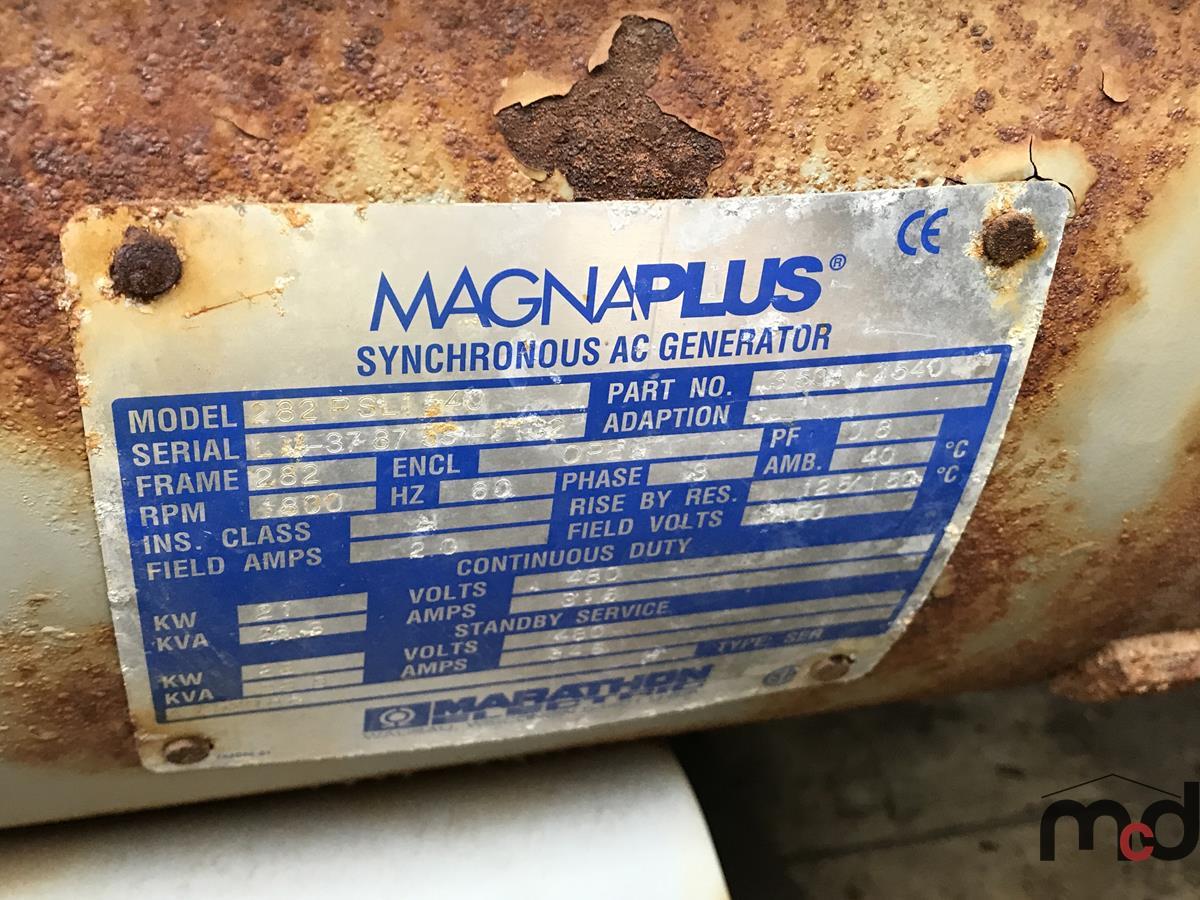 CE
MAGNAPLUS®
SYNCHRONOUS AC GENERATOR
MODEL 282PSL1 PART NO.
SERIAL ADAPTION
FRAME 282 ENCL OPEN PF 0.8
RPM 1800 HZ 60 PHASE 3 AMB. 40 °C
INS. CLASS H RISE BY RES. 125/150 °C
FIELD AMPS 2.0 FIELD VOLTS
CONTINUOUS DUTY
KW 21 VOLTS 480
KVA AMPS
STANDBY SERVICE
KW VOLTS 480
KVA AMPS TYPE: SER
MARATHON
ELECTRIC
mcd